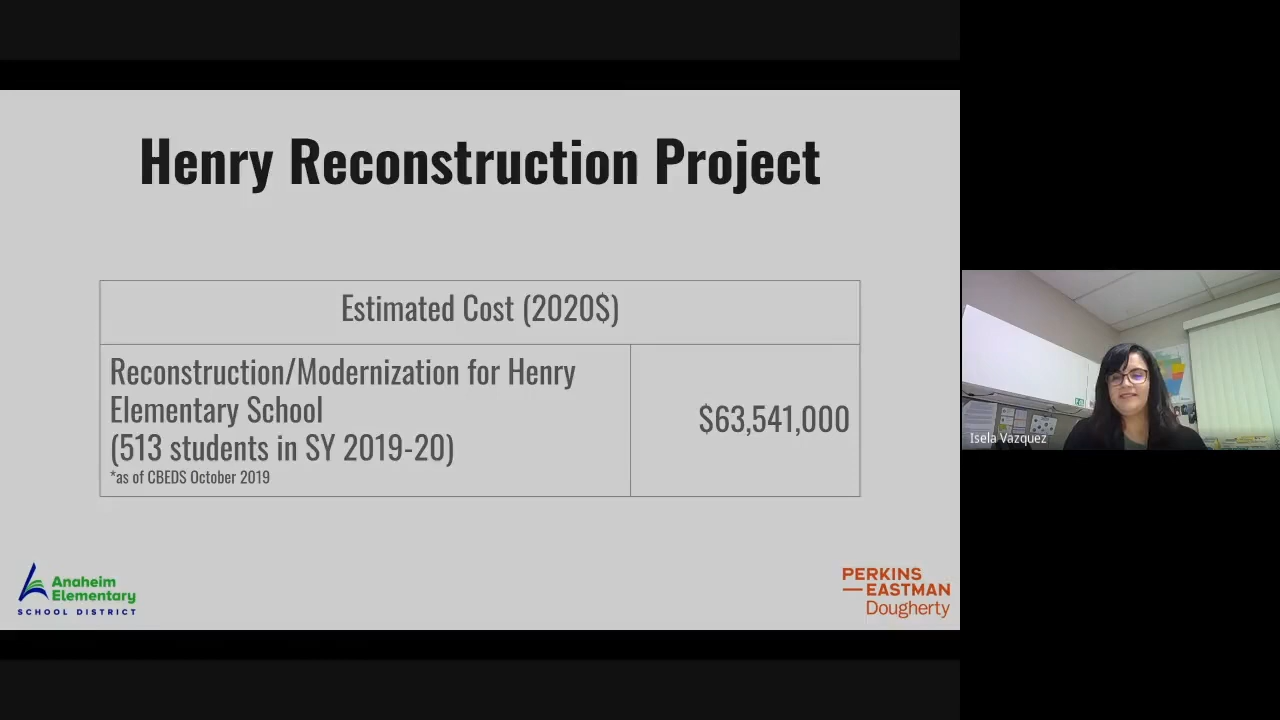 Henry Reconstruction Project
Estimated Cost (2020$)
Reconstruction/Modernization for Henry
Elementary School
(513 students in SY 2019-20)
*as of CBEDS October 2019
$63,541,000
Anaheim
Elementary
SCHOOL DISTRICT
PERKINS
— EASTMAN
Dougherty
Isela Vazquez